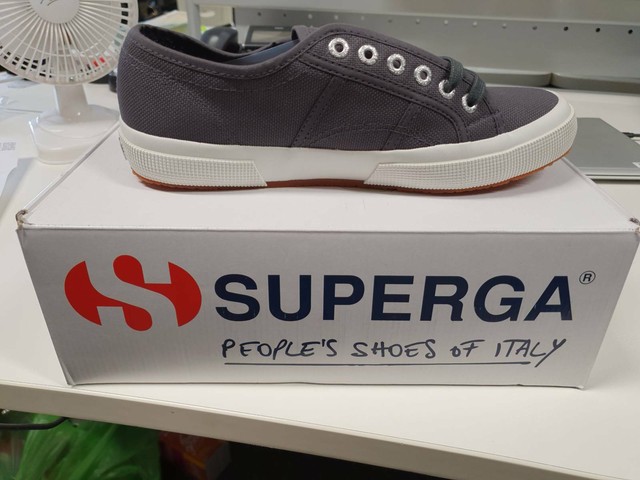 SUPERGA®
PEOPLE'S SHOES OF ITALY